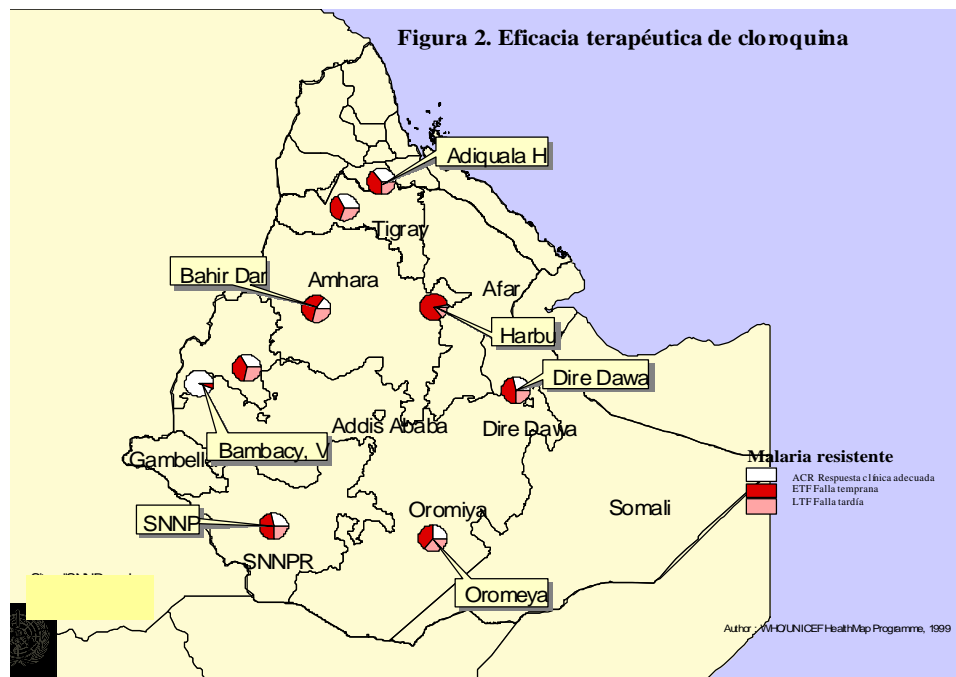 Figura 2. Eficacia terapéutica de cloroquina
Adiquala H
Tigray
Bahir Dar
Amhara
Afar
Harbu
Dire Dawa
Addis Ababa
Dire Dawa
Bambacy, V
Gambell
Malaria resistente
ACR Respuesta clínica adecuada
ETF Falla temprana
LTF Falla tardía
Oromiya
Somali
SNNP
SNNPR
Oromeya
Author : WHO/UNICEF HealthMap Programme, 1999